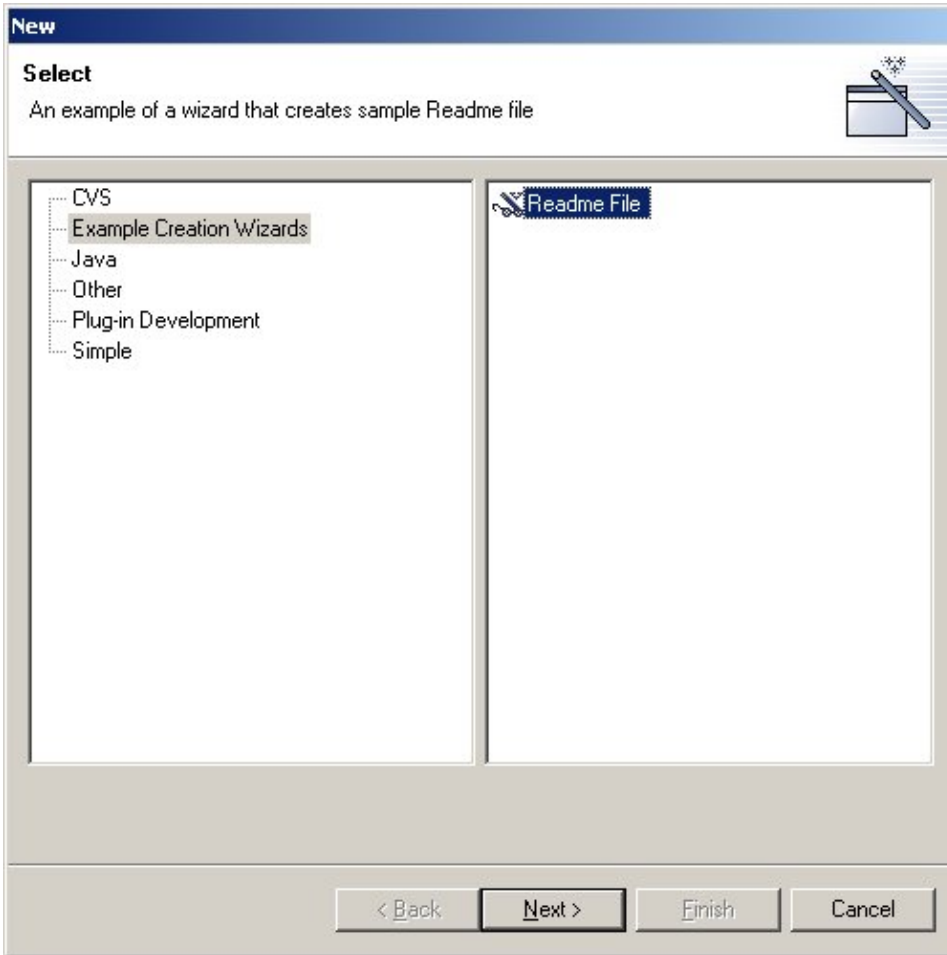 New
Select
An example of a wizard that creates sample Readme file
CVS
Example Creation Wizards
Java
Other
Plug-in Development
Simple
Readme File
< Back
Next >
Finish
Cancel